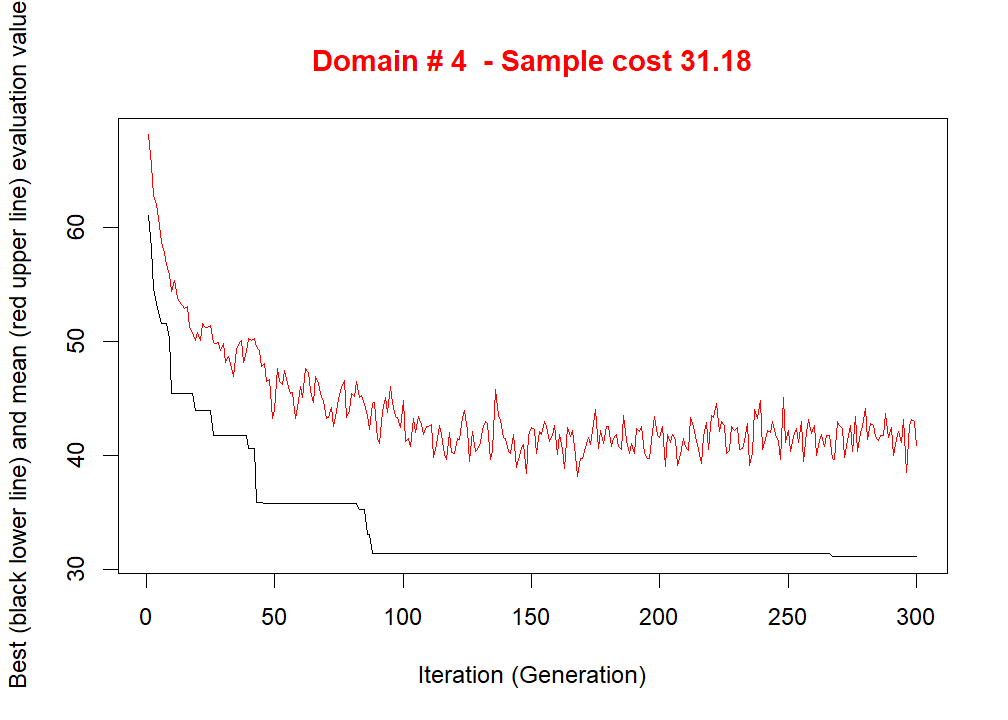 Domain # 4  - Sample cost 31.18
Best (black lower line) and mean (red upper line) evaluation value
60
50
40
30
0 50 100 150 200 250 300
Iteration (Generation)